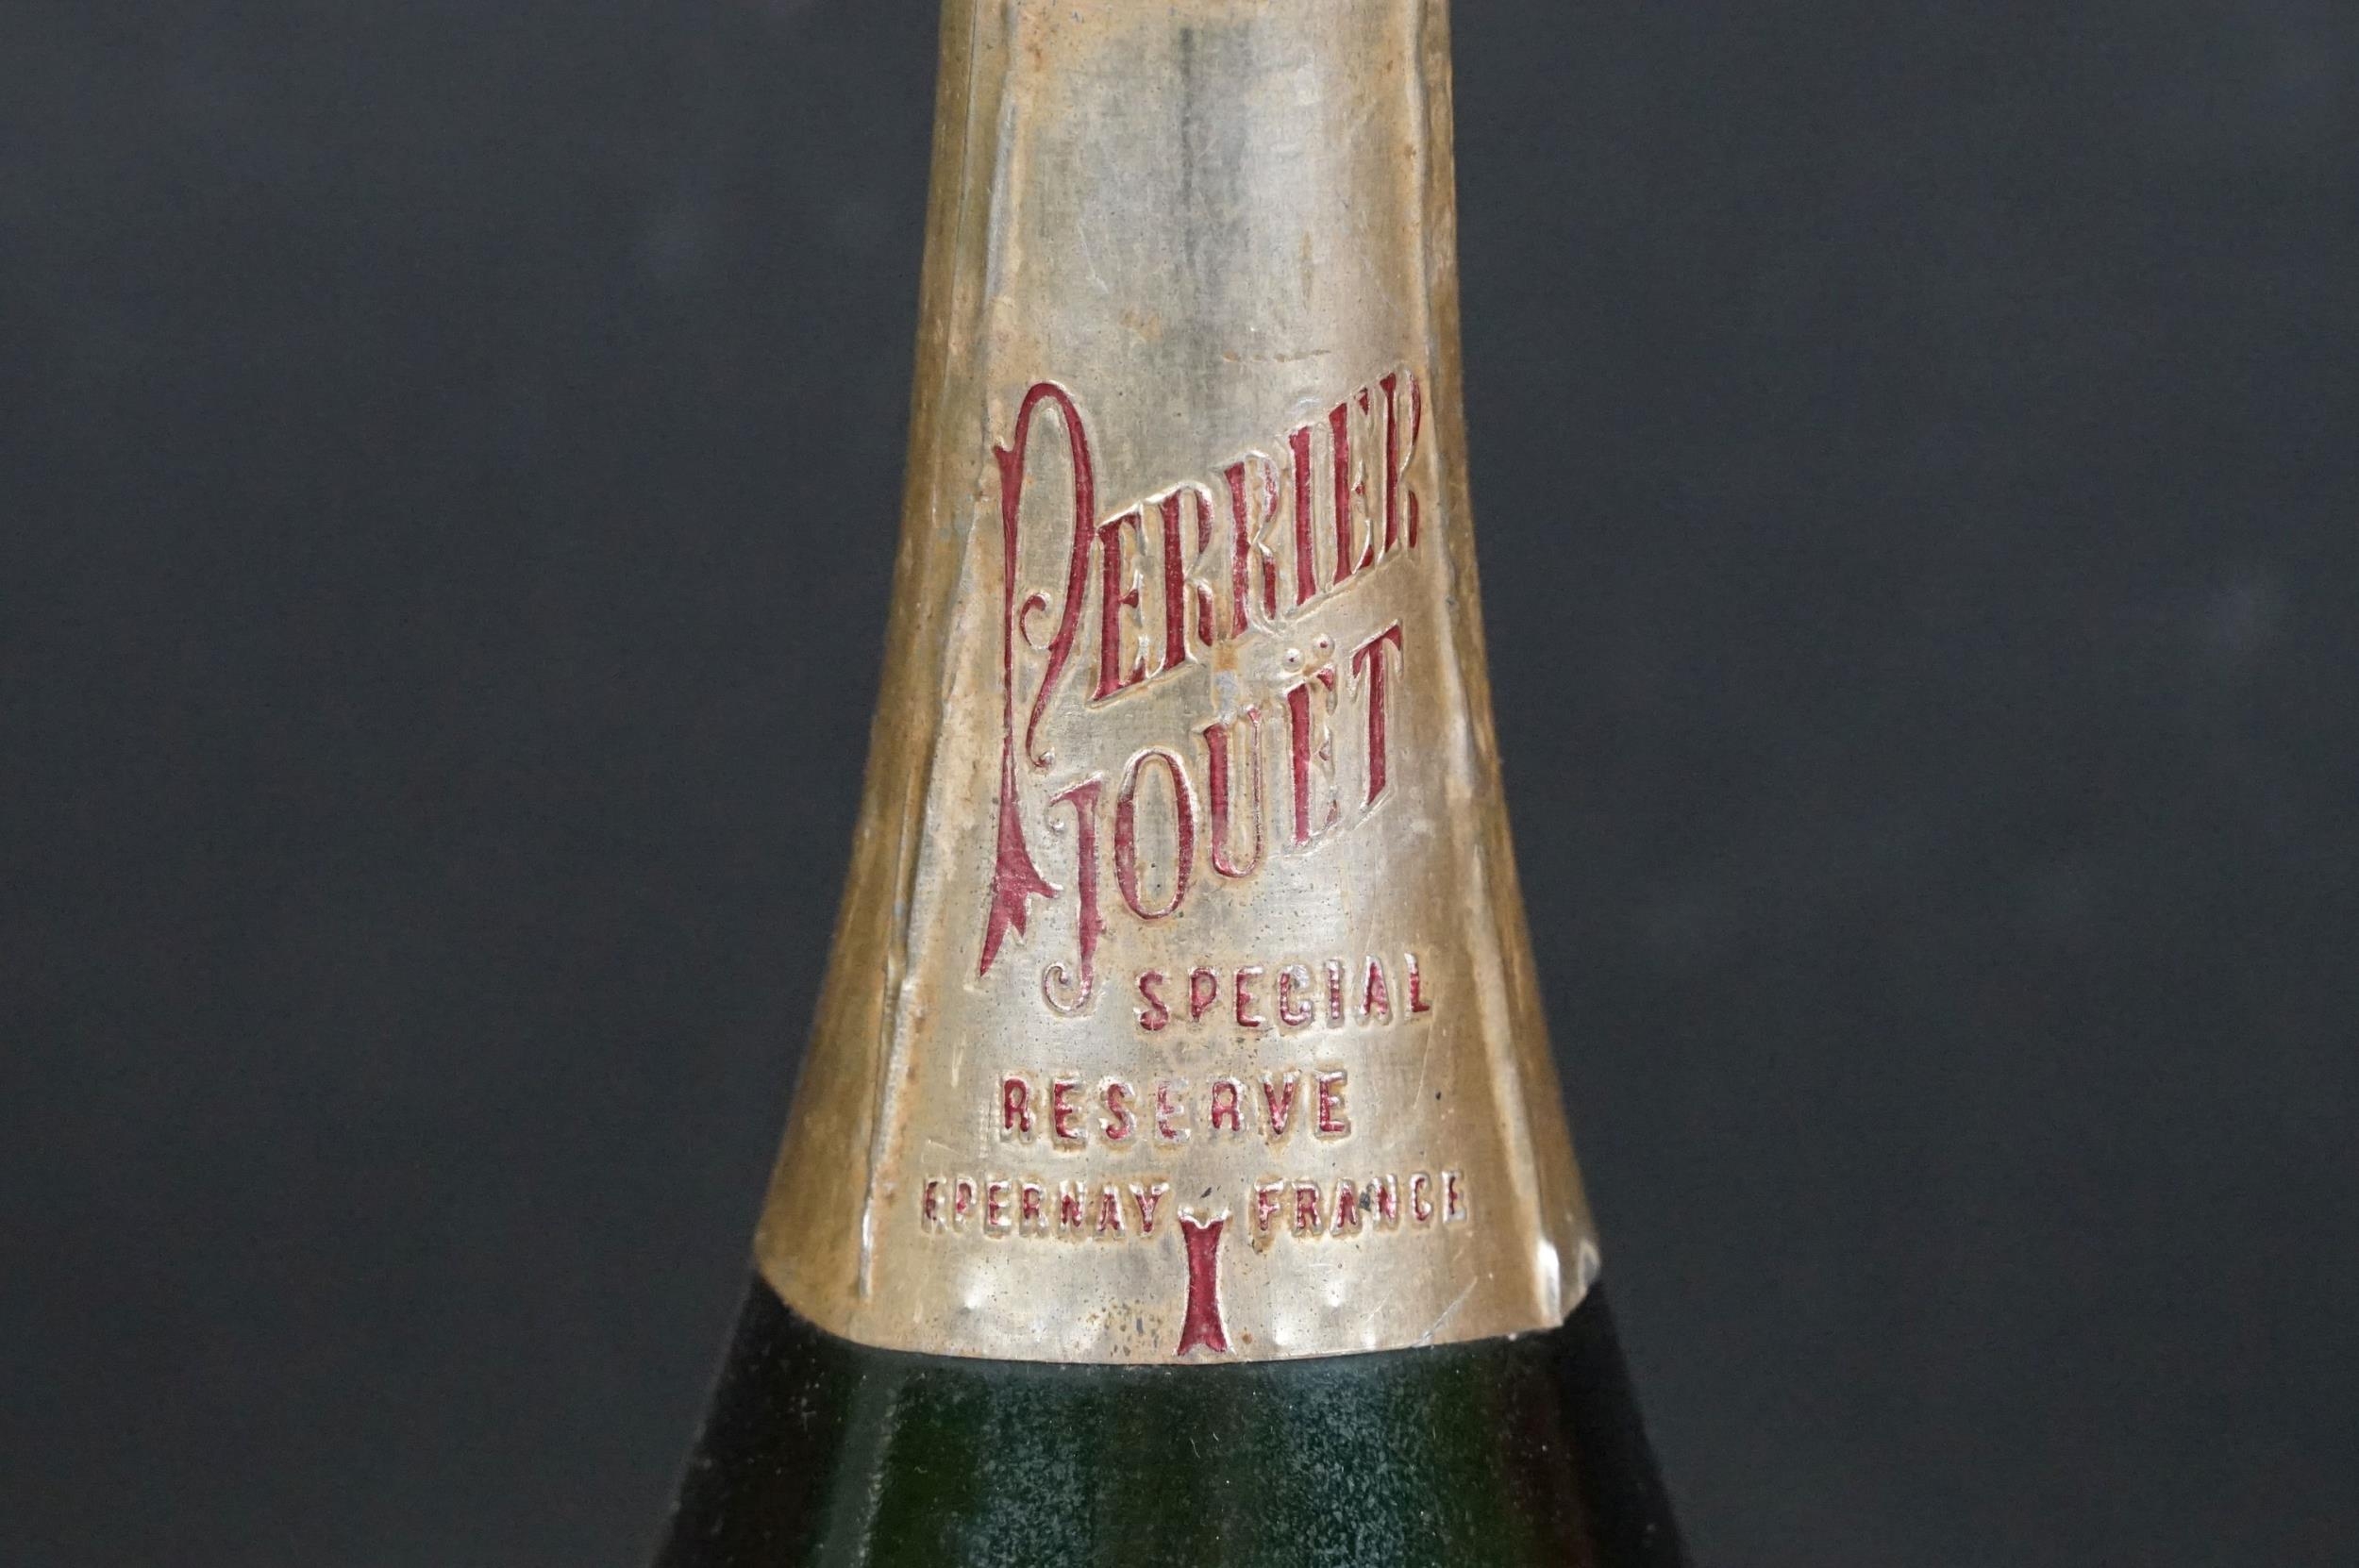 PERRIER
JOUËT
SPECIAL
RESERVE
EPERNAY FRANCE